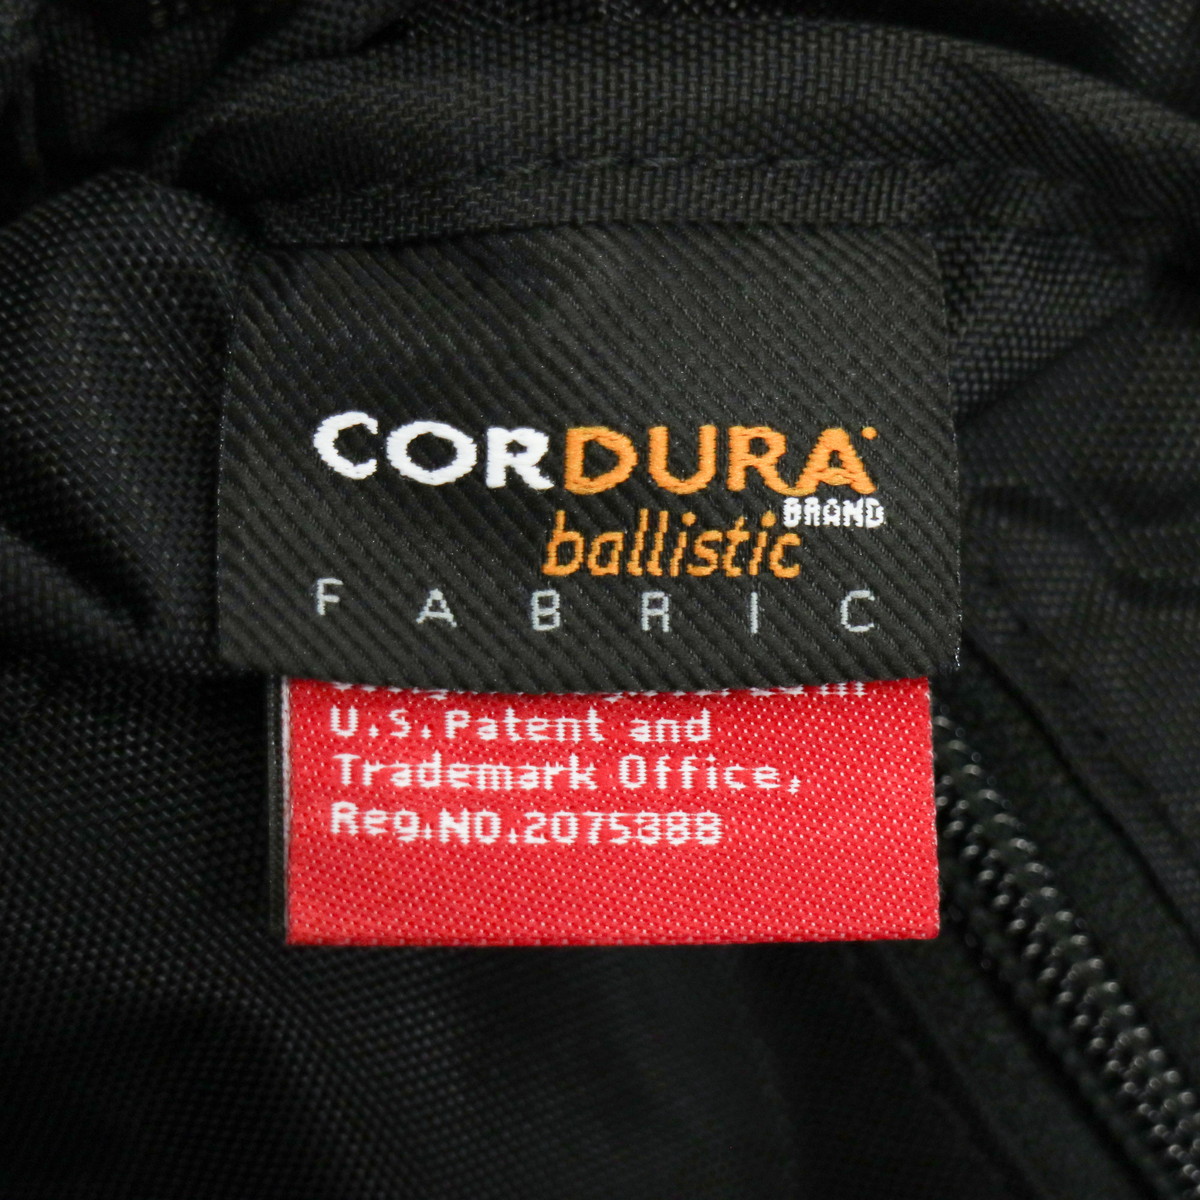 CORDURA
BRAND
ballistic
FABRIC
U.S. Patent and
Trademark Office,
Reg.NO.2075388